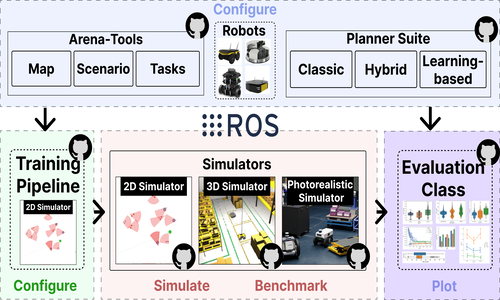 Configure
Arena-Tools
Map
Scenario
Tasks
Robots
Planner Suite
Classic
Hybrid
Learning-
based
ROS
Training
Pipeline
2D Simulator
Configure
Simulators
2D Simulator
3D Simulator
Photorealistic
Simulator
Simulate
Benchmark
Evaluation
Class
Plot